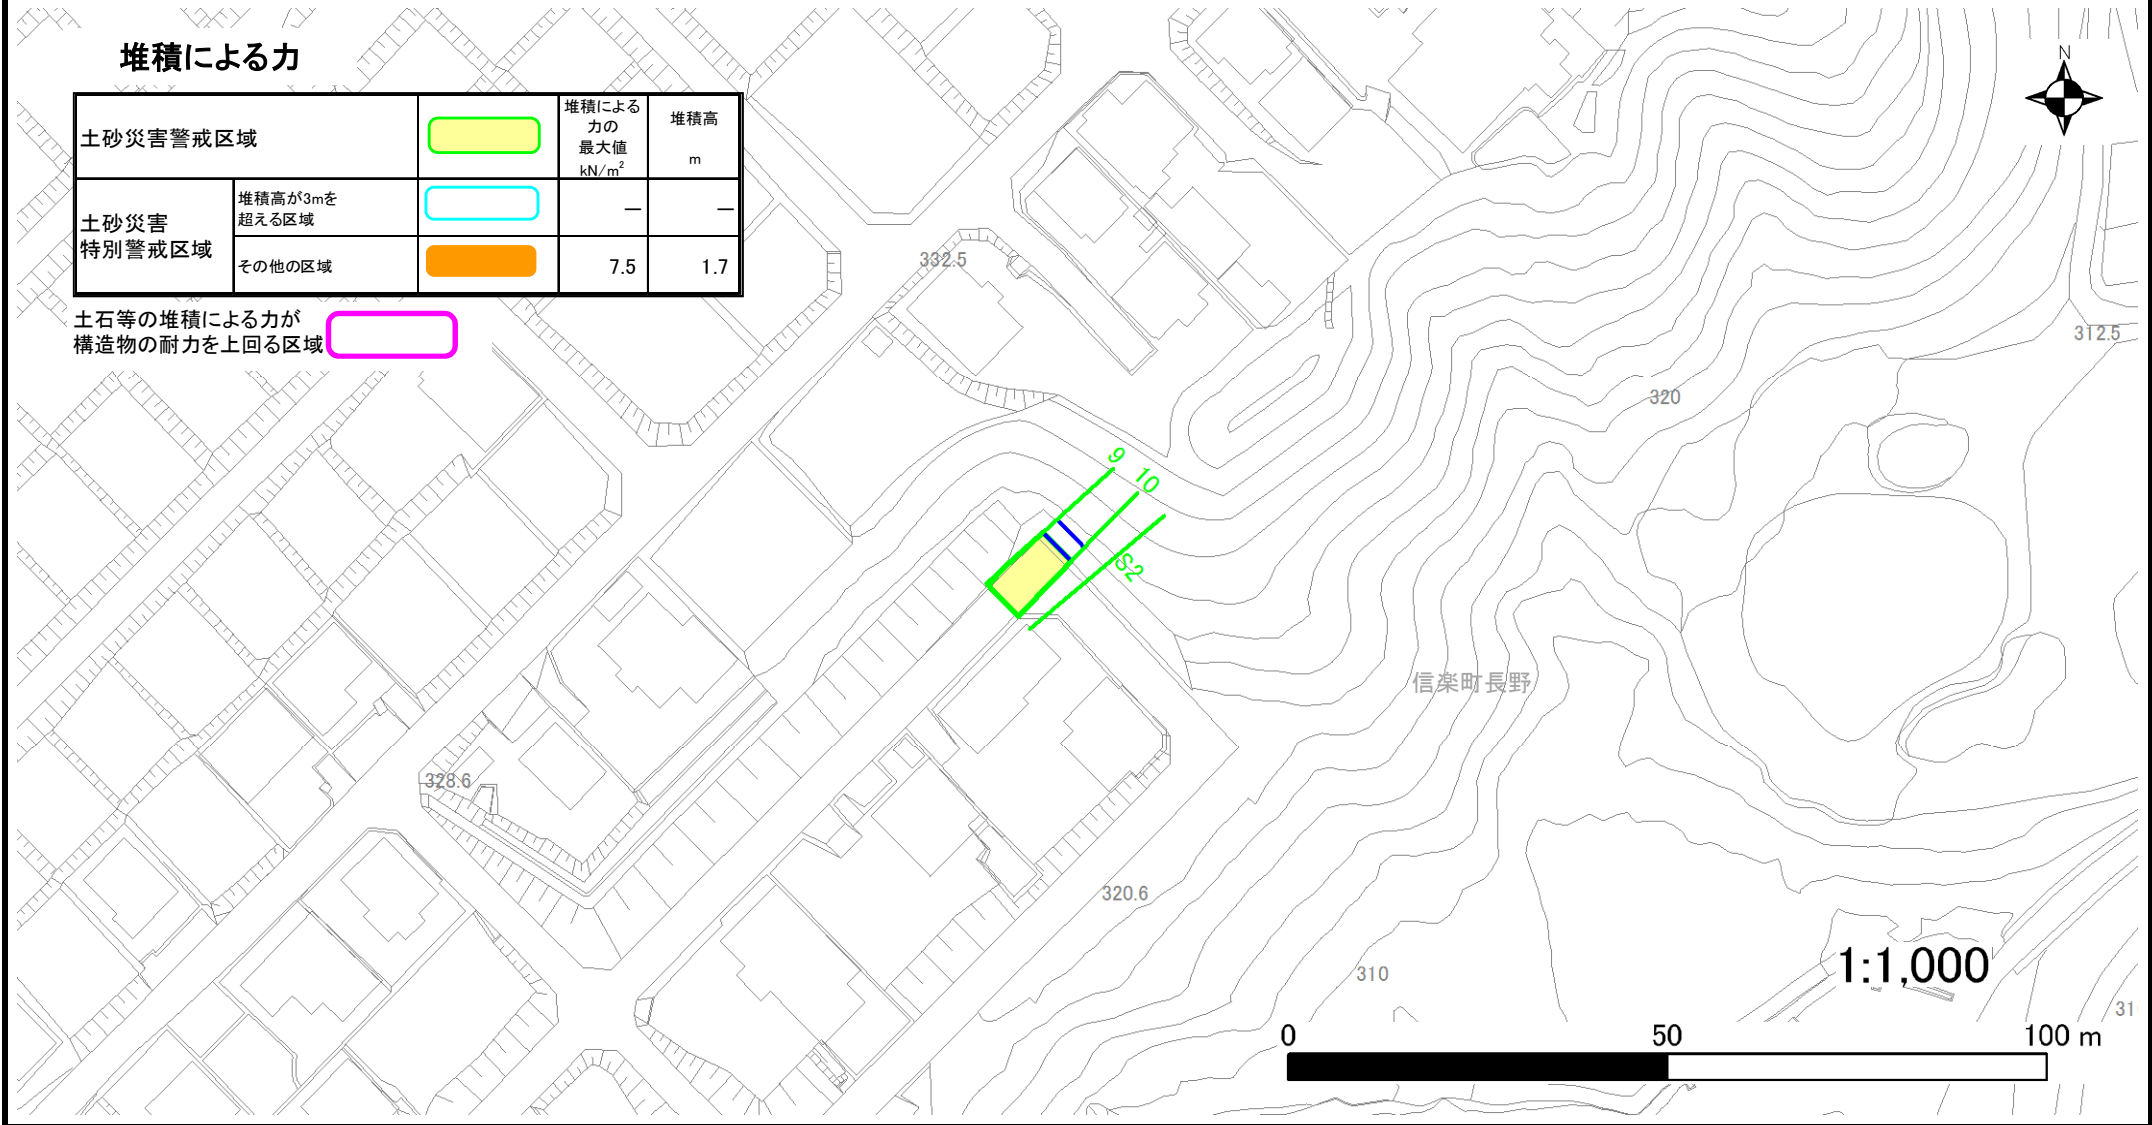 堆積による力
N
土砂災害警戒区域
堆積による
力の
最大値
kN/m²
堆積高
m
土砂災害
特別警戒区域
堆積高が3mを
超える区域
―
―
その他の区域
7.5
1.7
土石等の堆積による力が
構造物の耐力を上回る区域
332.5
312.5
320
9
10
S2
信楽町長野
328.6
320.6
310
31
1:1,000
0
50
100 m